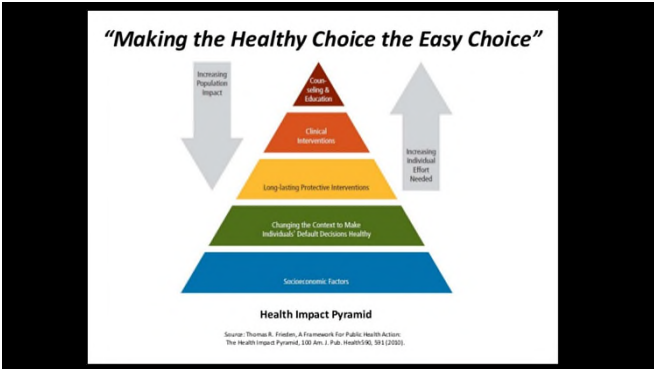 “Making the Healthy Choice the Easy Choice”
Increasing
Population
Impact
Coun-
seling &
Education
Clinical
Interventions
Increasing
Individual
Effort
Needed
Long-lasting Protective Interventions
Changing the Context to Make
Individuals' Default Decisions Healthy
Socioeconomic Factors
Health Impact Pyramid
Source: Thomas R. Frieden, A Framework For Public Health Action:
The Health Impact Pyramid, 100 Am. J. Pub. Health 590, 591 (2010).